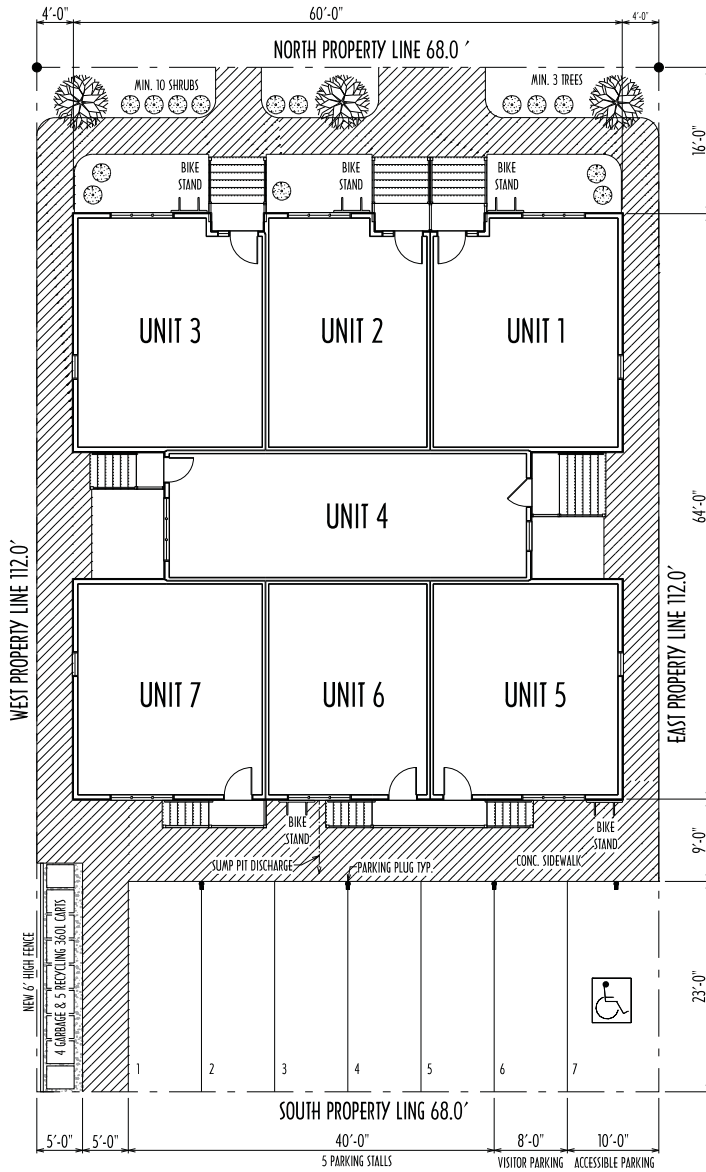 4'-0"
60'-0"
4'-0"
NORTH PROPERTY LINE 68.0 '
MIN. 10 SHRUBS
MIN. 3 TREES
16'-0"
BIKE
STAND
BIKE
STAND
BIKE
STAND
UNIT 3
UNIT 2
UNIT 1
UNIT 4
64'-0"
WEST PROPERTY LINE 112.0'
EAST PROPERTY LINE 112.0'
UNIT 7
UNIT 6
UNIT 5
BIKE
STAND
BIKE
STAND
9'-0"
SUMP PIT DISCHARGE
PARKING PLUG TYP.
CONC. SIDEWALK
NEW 6' HIGH FENCE
4 GARBAGE & 5 RECYCLING 360L CARTS
23'-0"
1
2
3
4
5
6
7
SOUTH PROPERTY LING 68.0'
5'-0"
5'-0"
40'-0"
8'-0"
10'-0"
5 PARKING STALLS
VISITOR PARKING
ACCESSIBLE PARKING